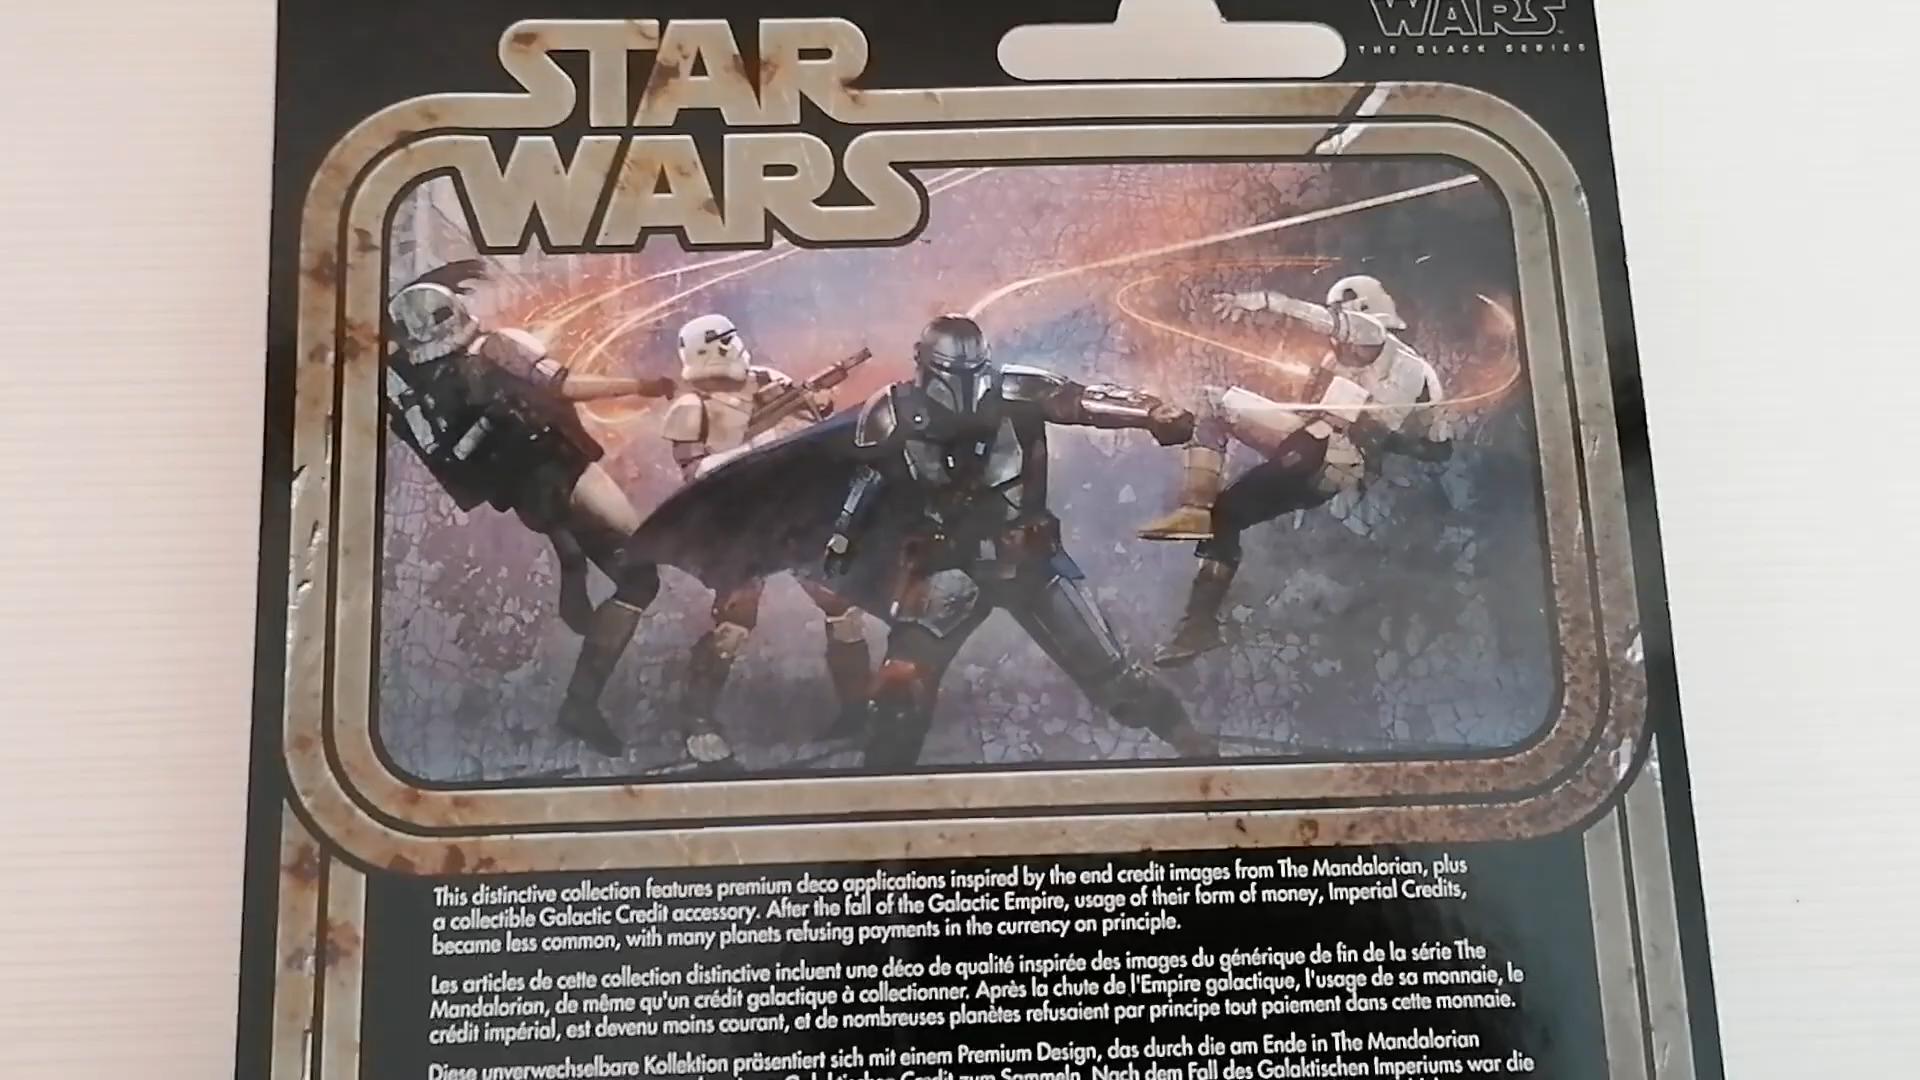 STAR
WARS
WARS
THE BLACK SERIES
This distinctive collection features premium deco applications inspired by the end credit images from The Mandalorian, plus
a collectible Galactic Credit accessory. After the fall of the Galactic Empire, usage of their form of money, Imperial Credits,
became less common, with many planets refusing payments in the currency on principle.
Les articles de cette collection distinctive incluent une déco de qualité inspirée des images du générique de fin de la série The
Mandalorian, de même qu'un crédit galactique à collectionner. Après la chute de l'Empire galactique, l'usage de sa monnaie, le
crédit impérial, est devenu moins courant, et de nombreuses planètes refusaient par principe tout paiement dans cette monnaie.
Diese unverwechselbare Kollektion präsentiert sich mit einem Premium Design, das durch die am Ende in The Mandalorian
Galaktischen Credit zum Sammeln. Nach dem Fall des Galaktischen Imperiums war die